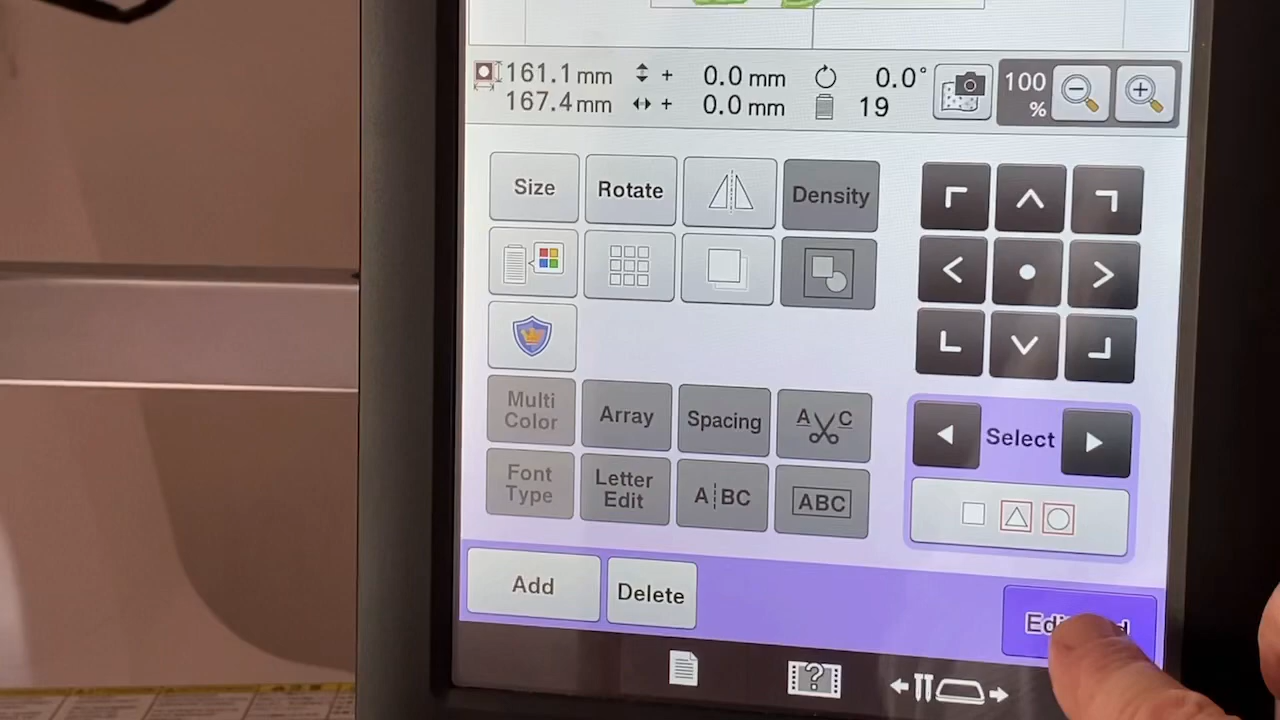 161.1 mm + 0.0 mm 0.0° 100
167.4 mm + 0.0 mm 19 %
Size Rotate Density
Multi Color Array Spacing A C
Select
Font Type Letter Edit A BC ABC
Add Delete
?